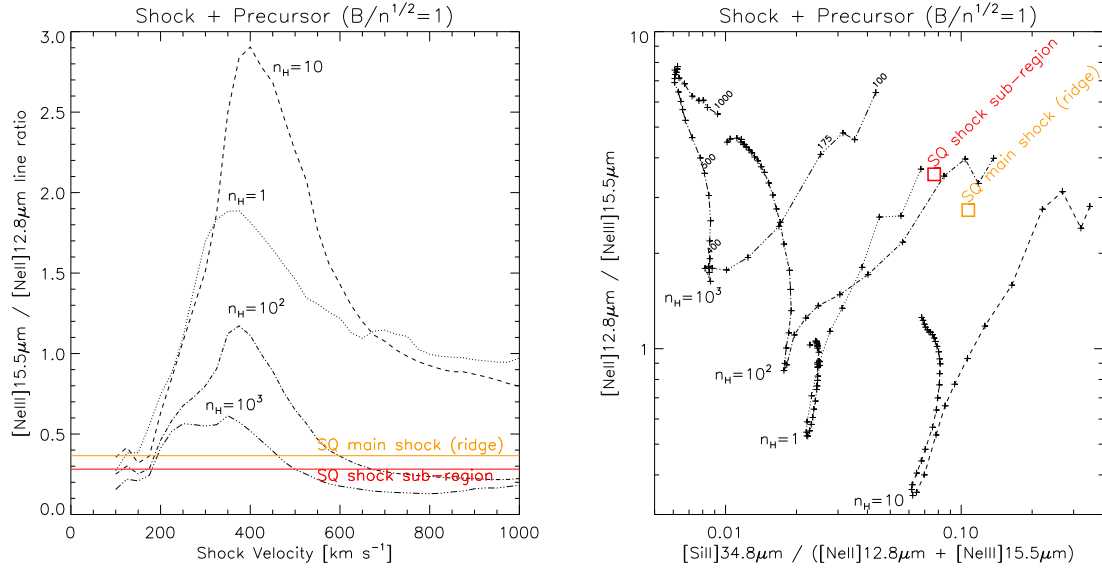 Shock + Precursor (B/n^1/2=1)
[NeIII]15.5μm / [NeII]12.8μm line ratio
3.0
2.5
2.0
1.5
1.0
0.5
0.0
n_H=10
n_H=1
n_H=10^2
n_H=10^3
SQ main shock (ridge)
SQ shock sub-region
0
200
400
600
800
1000
Shock Velocity [km s^-1]
Shock + Precursor (B/n^1/2=1)
[NeII]12.8μm / [NeIII]15.5μm
10
1
1000
500
400
175
100
SQ shock sub-region
SQ main shock (ridge)
n_H=10^3
n_H=10^2
n_H=1
n_H=10
0.01
0.10
[SiII]34.8μm / ([NeII]12.8μm + [NeIII]15.5μm)